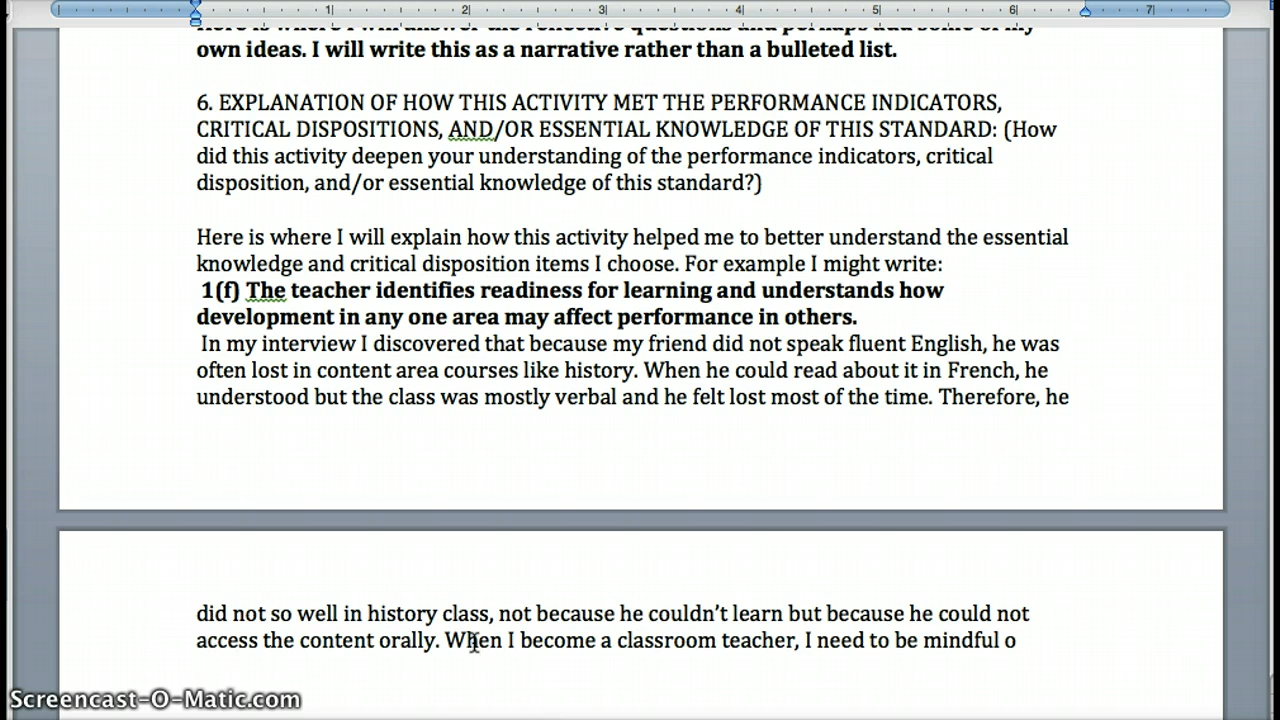 1 2 3 4 5 6 7
own ideas. I will write this as a narrative rather than a bulleted list.
6. EXPLANATION OF HOW THIS ACTIVITY MET THE PERFORMANCE INDICATORS,
CRITICAL DISPOSITIONS, AND/OR ESSENTIAL KNOWLEDGE OF THIS STANDARD: (How
did this activity deepen your understanding of the performance indicators, critical
disposition, and/or essential knowledge of this standard?)
Here is where I will explain how this activity helped me to better understand the essential
knowledge and critical disposition items I choose. For example I might write:
1(f) The teacher identifies readiness for learning and understands how
development in any one area may affect performance in others.
In my interview I discovered that because my friend did not speak fluent English, he was
often lost in content area courses like history. When he could read about it in French, he
understood but the class was mostly verbal and he felt lost most of the time. Therefore, he
did not so well in history class, not because he couldn’t learn but because he could not
access the content orally. When I become a classroom teacher, I need to be mindful o
Screencast-O-Matic.com